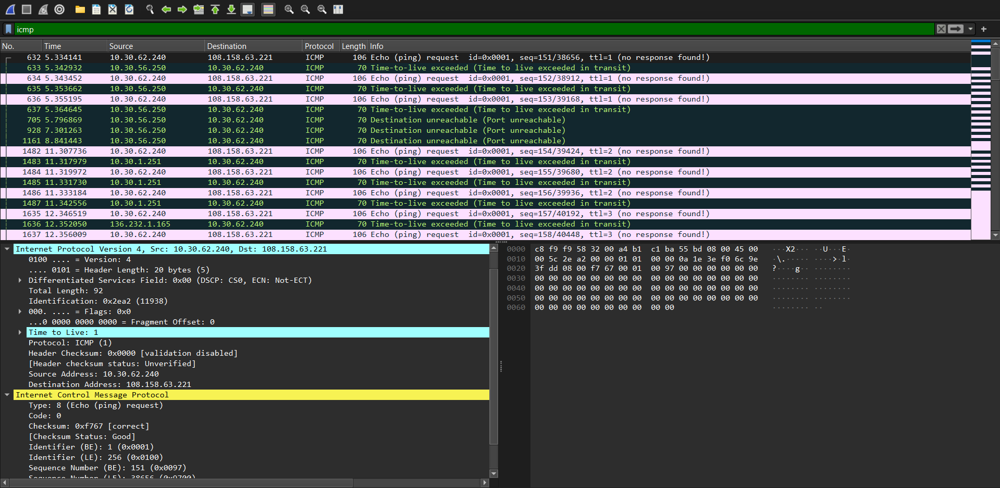 icmp
No. Time Source Destination Protocol Length Info
632 5.334141 10.30.62.240 108.158.63.221 ICMP 106 Echo (ping) request id=0x0001, seq=151/38656, ttl=1 (no response found!)
633 5.342932 10.30.56.250 10.30.62.240 ICMP 70 Time-to-live exceeded (Time to live exceeded in transit)
634 5.343452 10.30.62.240 108.158.63.221 ICMP 106 Echo (ping) request id=0x0001, seq=152/38912, ttl=1 (no response found!)
635 5.353662 10.30.56.250 10.30.62.240 ICMP 70 Time-to-live exceeded (Time to live exceeded in transit)
636 5.355195 10.30.62.240 108.158.63.221 ICMP 106 Echo (ping) request id=0x0001, seq=153/39168, ttl=1 (no response found!)
637 5.364645 10.30.56.250 10.30.62.240 ICMP 70 Time-to-live exceeded (Time to live exceeded in transit)
705 5.796869 10.30.56.250 10.30.62.240 ICMP 70 Destination unreachable (Port unreachable)
928 7.301263 10.30.56.250 10.30.62.240 ICMP 70 Destination unreachable (Port unreachable)
1161 8.841443 10.30.56.250 10.30.62.240 ICMP 70 Destination unreachable (Port unreachable)
1482 11.307736 10.30.62.240 108.158.63.221 ICMP 106 Echo (ping) request id=0x0001, seq=154/39424, ttl=2 (no response found!)
1483 11.317979 10.30.1.251 10.30.62.240 ICMP 70 Time-to-live exceeded (Time to live exceeded in transit)
1484 11.319972 10.30.62.240 108.158.63.221 ICMP 106 Echo (ping) request id=0x0001, seq=155/39680, ttl=2 (no response found!)
1485 11.331730 10.30.1.251 10.30.62.240 ICMP 70 Time-to-live exceeded (Time to live exceeded in transit)
1486 11.333184 10.30.62.240 108.158.63.221 ICMP 106 Echo (ping) request id=0x0001, seq=156/39936, ttl=2 (no response found!)
1487 11.342556 10.30.1.251 10.30.62.240 ICMP 70 Time-to-live exceeded (Time to live exceeded in transit)
1635 12.346519 10.30.62.240 108.158.63.221 ICMP 106 Echo (ping) request id=0x0001, seq=157/40192, ttl=3 (no response found!)
1636 12.352050 136.232.1.165 10.30.62.240 ICMP 70 Time-to-live exceeded (Time to live exceeded in transit)
1637 12.356009 10.30.62.240 108.158.63.221 ICMP 106 Echo (ping) request id=0x0001, seq=158/40448, ttl=3 (no response found!)
Internet Protocol Version 4, Src: 10.30.62.240, Dst: 108.158.63.221
0100 .... = Version: 4
.... 0101 = Header Length: 20 bytes (5)
Differentiated Services Field: 0x00 (DSCP: CS0, ECN: Not-ECT)
Total Length: 92
Identification: 0x2ea2 (11938)
000. .... = Flags: 0x0
...0 0000 0000 0000 = Fragment Offset: 0
Time to Live: 1
Protocol: ICMP (1)
Header Checksum: 0x0000 [validation disabled]
[Header checksum status: Unverified]
Source Address: 10.30.62.240
Destination Address: 108.158.63.221
Internet Control Message Protocol
Type: 8 (Echo (ping) request)
Code: 0
Checksum: 0xf767 [correct]
[Checksum Status: Good]
Identifier (BE): 1 (0x0001)
Identifier (LE): 256 (0x0100)
Sequence Number (BE): 151 (0x0097)
Sequence Number (LE): 38656 (0x9700)
0000 c8 f9 f9 58 32 00 a4 b1 c1 ba 55 bd 08 00 45 00 ···X2··· ··U···E·
0010 00 5c 2e a2 00 00 01 01 00 00 0a 1e 3e f0 6c 9e ·\.····· ····>·l·
0020 3f dd 08 00 f7 67 00 01 00 97 00 00 00 00 00 00 ?····g·· ········
0030 00 00 00 00 00 00 00 00 00 00 00 00 00 00 00 00 ········ ········
0040 00 00 00 00 00 00 00 00 00 00 00 00 00 00 00 00 ········ ········
0050 00 00 00 00 00 00 00 00 00 00 00 00 00 00 00 00 ········ ········
0060 00 00 00 00 00 00 00 00 00 00 ········ ··